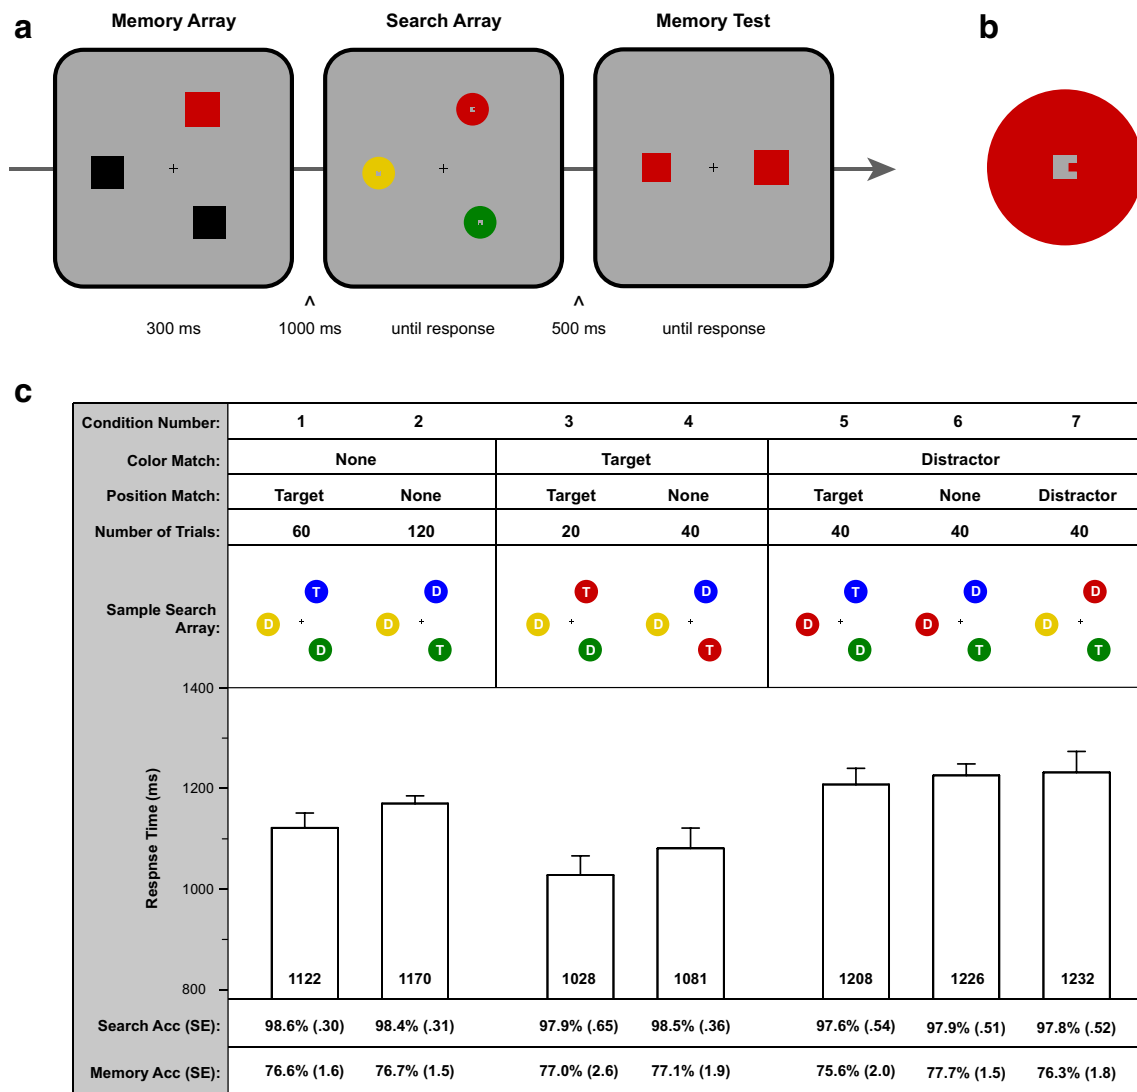 a
Memory Array
Search Array
Memory Test
b
^
^
300 ms
1000 ms
until response
500 ms
until response
c
Condition Number: 1 2 3 4 5 6 7
Color Match: None Target Distractor
Position Match: Target None Target None Target None Distractor
Number of Trials: 60 120 20 40 40 40 40
T D T D T D D
Sample Search
Array:
D D D D D D D
D T D T D T T
1400
1200
1000
800
Respnse Time (ms)
1122 1170 1028 1081 1208 1226 1232
Search Acc (SE): 98.6% (.30) 98.4% (.31) 97.9% (.65) 98.5% (.36) 97.6% (.54) 97.9% (.51) 97.8% (.52)
Memory Acc (SE): 76.6% (1.6) 76.7% (1.5) 77.0% (2.6) 77.1% (1.9) 75.6% (2.0) 77.7% (1.5) 76.3% (1.8)